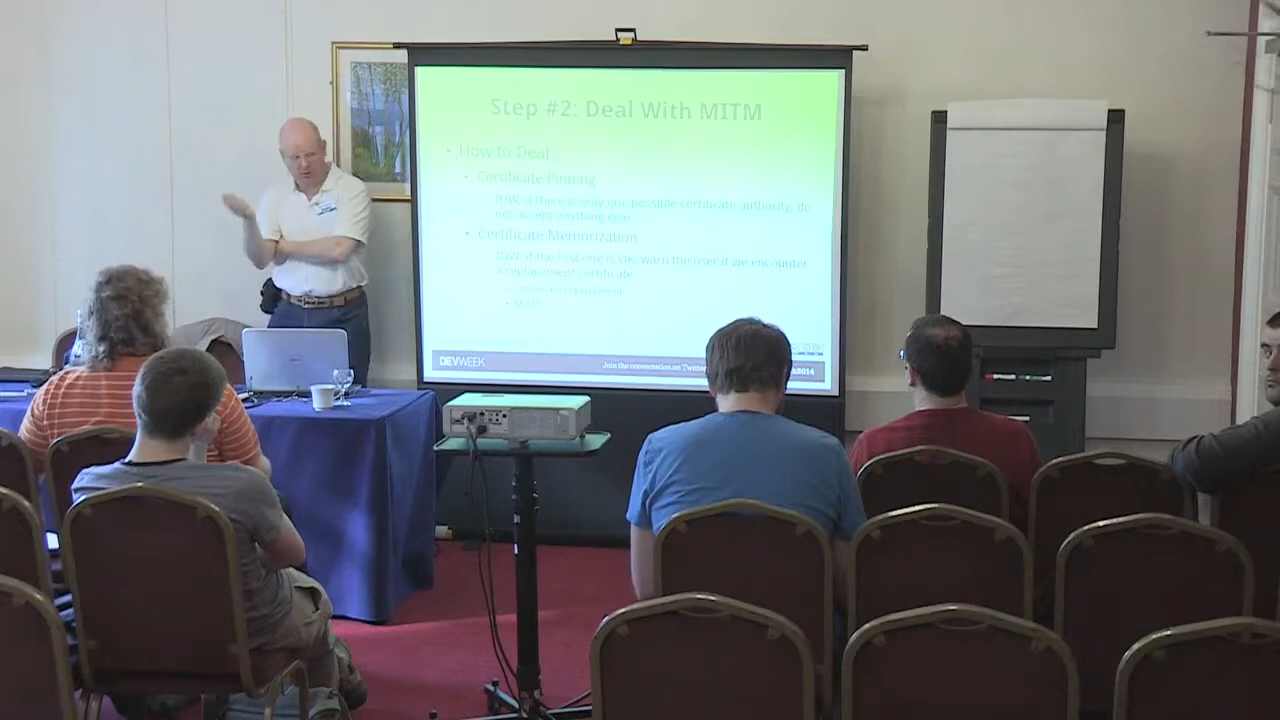 Step #2: Deal With MITM
• How to Deal
• Certificate Pinning
IOW, if there is only one possible certificate authority, do
not accept anything else
• Certificate Memorization
IOW, if the first one is OK, warn the user if we encounter
a replacement certificate
replacement
DEVWEEK
Join the conversation on Twitter
2014